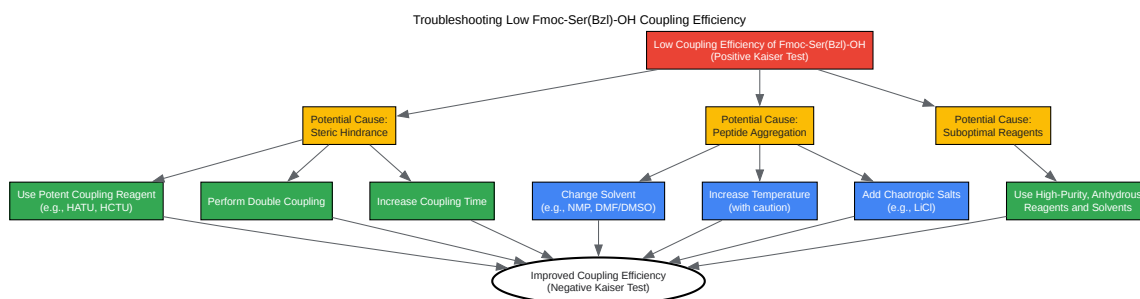 Troubleshooting Low Fmoc-Ser(Bzl)-OH Coupling Efficiency
Low Coupling Efficiency of Fmoc-Ser(Bzl)-OH
(Positive Kaiser Test)
Potential Cause:
Steric Hindrance
Potential Cause:
Peptide Aggregation
Potential Cause:
Suboptimal Reagents
Use Potent Coupling Reagent
(e.g., HATU, HCTU)
Perform Double Coupling
Increase Coupling Time
Change Solvent
(e.g., NMP, DMF/DMSO)
Increase Temperature
(with caution)
Add Chaotropic Salts
(e.g., LiCl)
Use High-Purity, Anhydrous
Reagents and Solvents
Improved Coupling Efficiency
(Negative Kaiser Test)